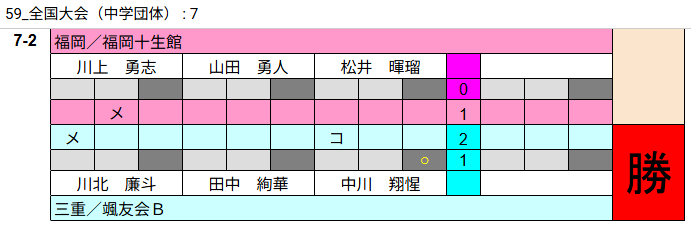 59_全国大会（中学団体）: 7
7-2
福岡／福岡十生館
川上　勇志 山田　勇人 松井　暉瑠
0
メ 1
メ コ 2
○ 1
勝
川北　廉斗 田中　絢華 中川　翔惺
三重／颯友会Ｂ